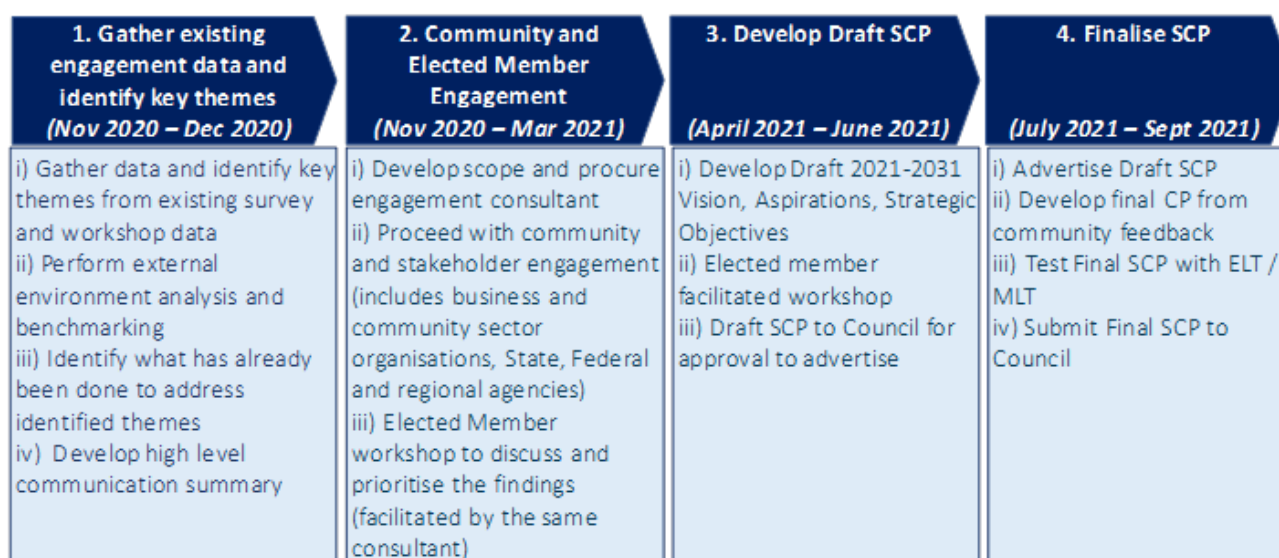 1. Gather existing
engagement data and
identify key themes
(Nov 2020 – Dec 2020)
i) Gather data and identify key
themes from existing survey
and workshop data
ii) Perform external
environment analysis and
benchmarking
iii) Identify what has already
been done to address
identified themes
iv) Develop high level
communication summary
2. Community and
Elected Member
Engagement
(Nov 2020 – Mar 2021)
i) Develop scope and procure
engagement consultant
ii) Proceed with community
and stakeholder engagement
(includes business and
community sector
organisations, State, Federal
and regional agencies)
iii) Elected Member
workshop to discuss and
prioritise the findings
(facilitated by the same
consultant)
3. Develop Draft SCP
(April 2021 – June 2021)
i) Develop Draft 2021-2031
Vision, Aspirations, Strategic
Objectives
ii) Elected member
facilitated workshop
iii) Draft SCP to Council for
approval to advertise
4. Finalise SCP
(July 2021 – Sept 2021)
i) Advertise Draft SCP
ii) Develop final CP from
community feedback
iii) Test Final SCP with ELT /
MLT
iv) Submit Final SCP to
Council